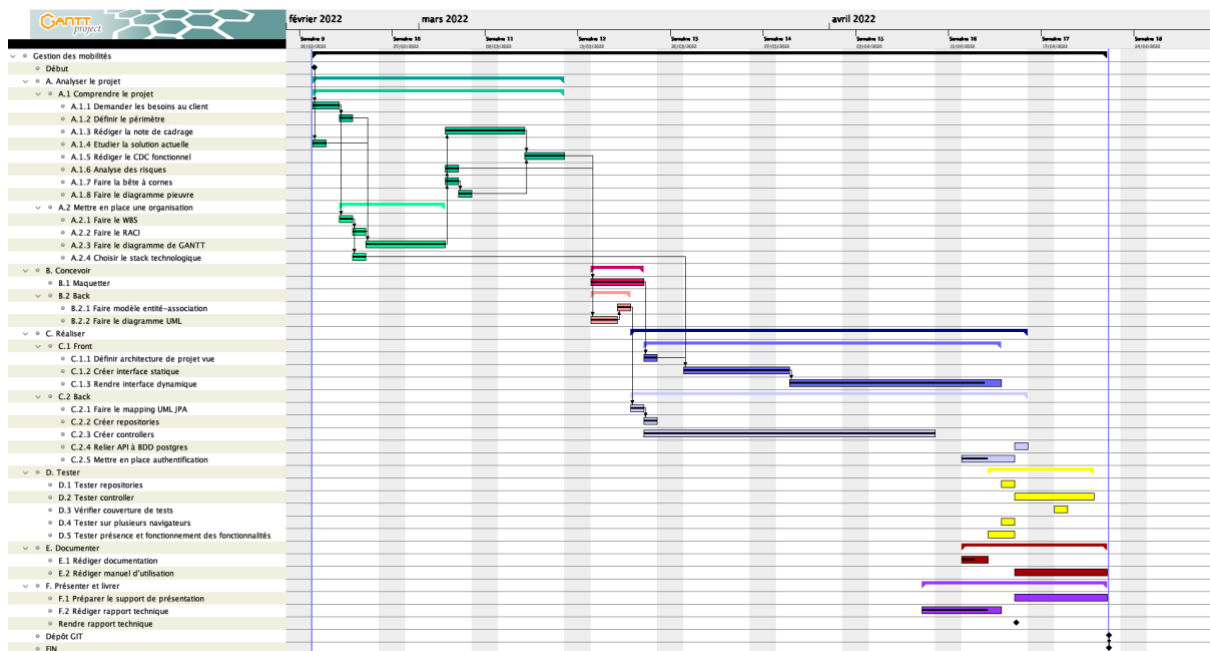 GANTT
project
février 2022
mars 2022
avril 2022
Semaine 9
Semaine 10
Semaine 11
Semaine 12
Semaine 13
Semaine 14
Semaine 15
Semaine 16
Semaine 17
Semaine 18
Gestion des mobilités
Début
A. Analyser le projet
A.1 Comprendre le projet
A.1.1 Demander les besoins au client
A.1.2 Définir le périmètre
A.1.3 Rédiger la note de cadrage
A.1.4 Etudier la solution actuelle
A.1.5 Rédiger le CDC fonctionnel
A.1.6 Analyse des risques
A.1.7 Faire la bête à cornes
A.1.8 Faire le diagramme pieuvre
A.2 Mettre en place une organisation
A.2.1 Faire le WBS
A.2.2 Faire le RACI
A.2.3 Faire le diagramme de GANTT
A.2.4 Choisir le stack technologique
B. Concevoir
B.1 Maquetter
B.2 Back
B.2.1 Faire modèle entité-association
B.2.2 Faire le diagramme UML
C. Réaliser
C.1 Front
C.1.1 Définir architecture de projet vue
C.1.2 Créer interface statique
C.1.3 Rendre interface dynamique
C.2 Back
C.2.1 Faire le mapping UML JPA
C.2.2 Créer repositories
C.2.3 Créer controllers
C.2.4 Relier API à BDD postgres
C.2.5 Mettre en place authentification
D. Tester
D.1 Tester repositories
D.2 Tester controller
D.3 Vérifier couverture de tests
D.4 Tester sur plusieurs navigateurs
D.5 Tester présence et fonctionnement des fonctionnalités
E. Documenter
E.1 Rédiger documentation
E.2 Rédiger manuel d'utilisation
F. Présenter et livrer
F.1 Préparer le support de présentation
F.2 Rédiger rapport technique
Rendre rapport technique
Dépôt GIT
FIN